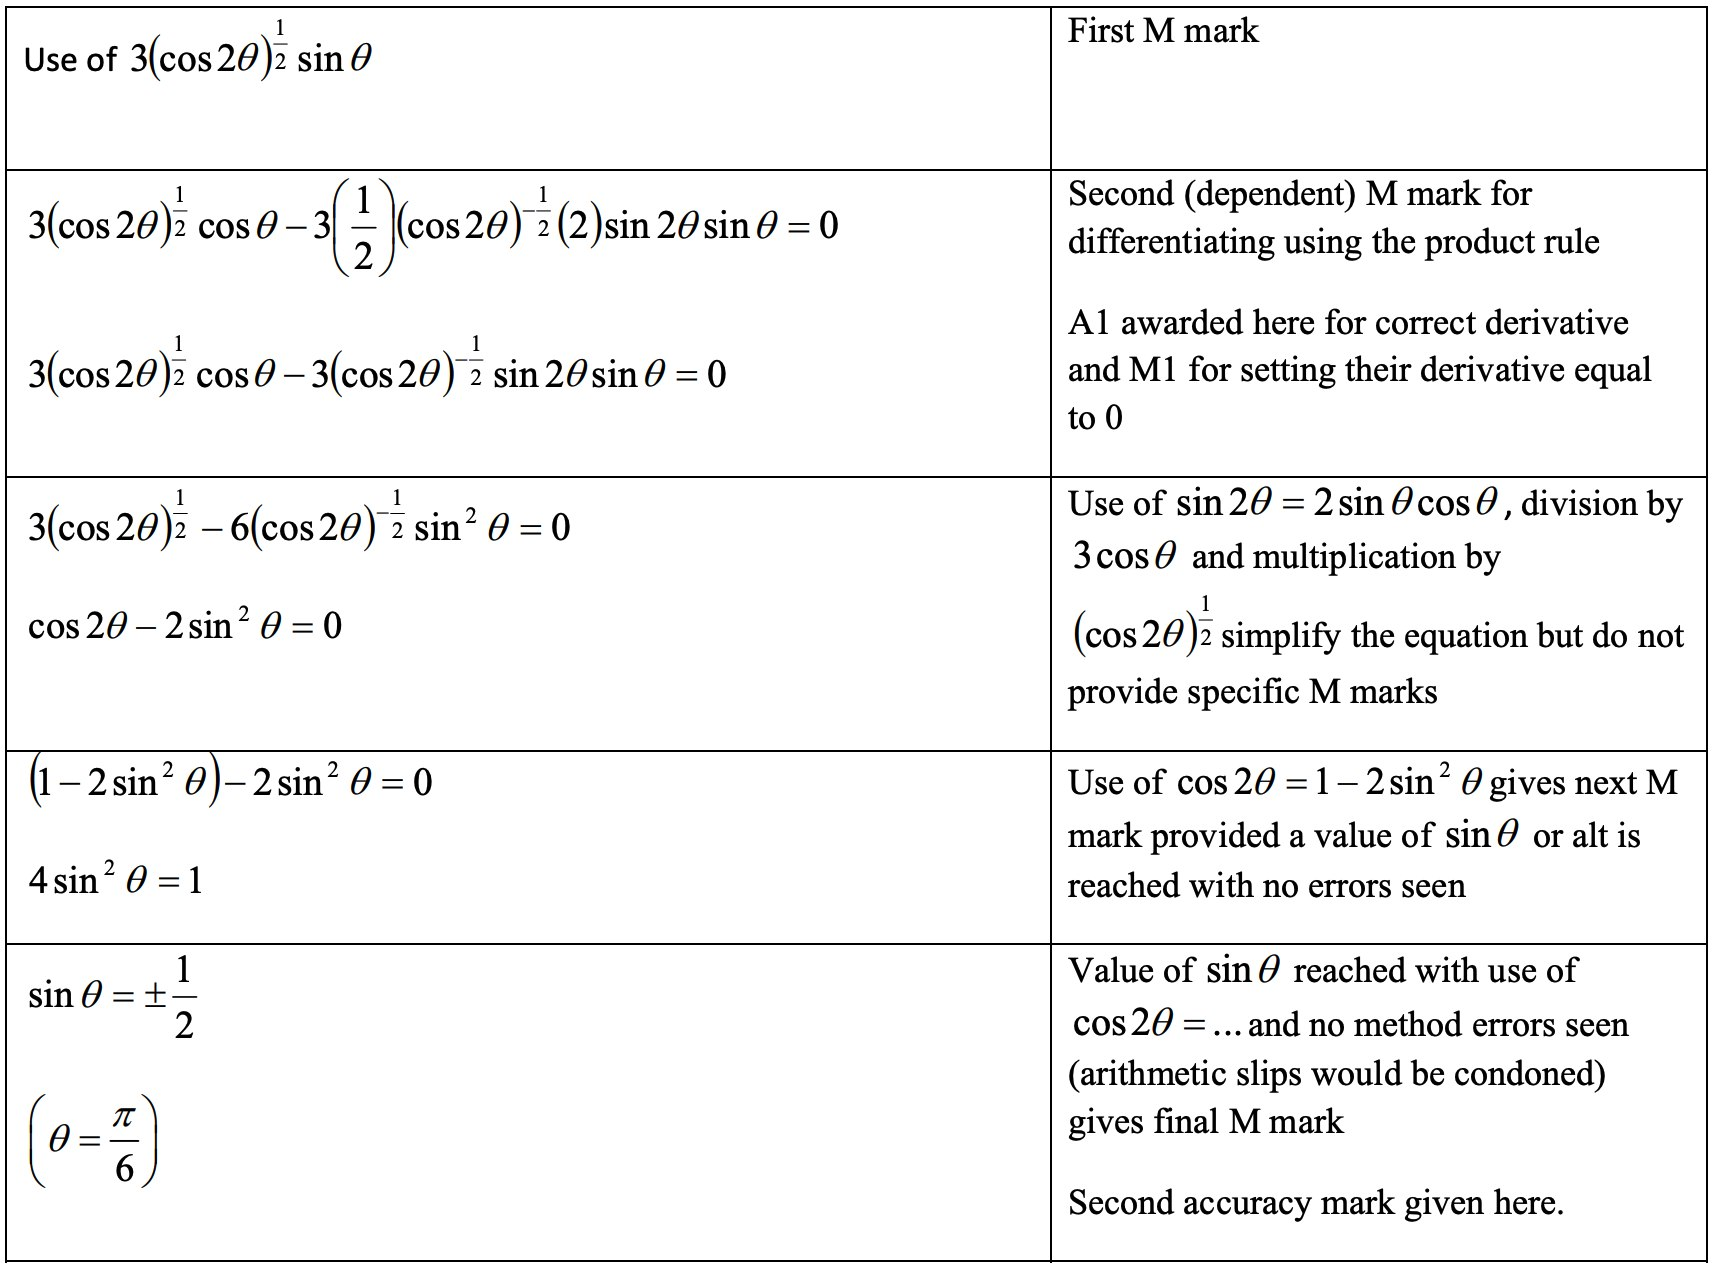 Use of 3(cos 2θ)^{1/2} sin θ
First M mark
3(cos 2θ)^{1/2} cos θ – 3(1/2)(cos 2θ)^{-1/2}(2)sin 2θ sin θ = 0
3(cos 2θ)^{1/2} cos θ – 3(cos 2θ)^{-1/2} sin 2θ sin θ = 0
Second (dependent) M mark for
differentiating using the product rule
A1 awarded here for correct derivative
and M1 for setting their derivative equal
to 0
3(cos 2θ)^{1/2} – 6(cos 2θ)^{-1/2} sin² θ = 0
cos 2θ – 2 sin² θ = 0
Use of sin 2θ = 2 sin θ cos θ, division by
3 cos θ and multiplication by
(cos 2θ)^{1/2} simplify the equation but do not
provide specific M marks
(1 – 2 sin² θ) – 2 sin² θ = 0
4 sin² θ = 1
Use of cos 2θ = 1 – 2 sin² θ gives next M
mark provided a value of sin θ or alt is
reached with no errors seen
sin θ = ± 1/2
(θ = π/6)
Value of sin θ reached with use of
cos 2θ = ... and no method errors seen
(arithmetic slips would be condoned)
gives final M mark
Second accuracy mark given here.